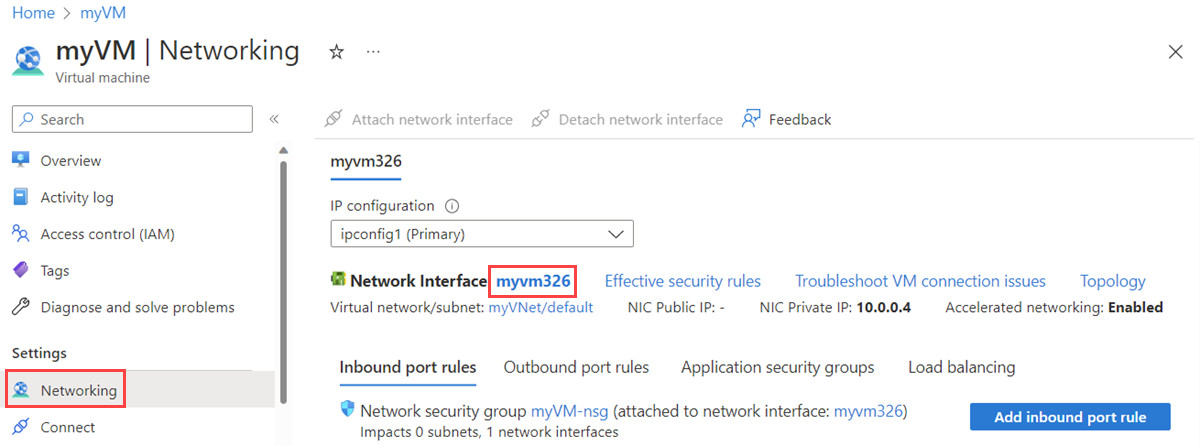 Home > myVM
myVM | Networking
Virtual machine
Search
Attach network interface Detach network interface Feedback
Overview
Activity log
Access control (IAM)
Tags
Diagnose and solve problems
Settings
Networking
Connect
myvm326
IP configuration
ipconfig1 (Primary)
Network Interface myvm326 Effective security rules Troubleshoot VM connection issues Topology
Virtual network/subnet: myVNet/default NIC Public IP: - NIC Private IP: 10.0.0.4 Accelerated networking: Enabled
Inbound port rules Outbound port rules Application security groups Load balancing
Network security group myVM-nsg (attached to network interface: myvm326)
Impacts 0 subnets, 1 network interfaces
Add inbound port rule